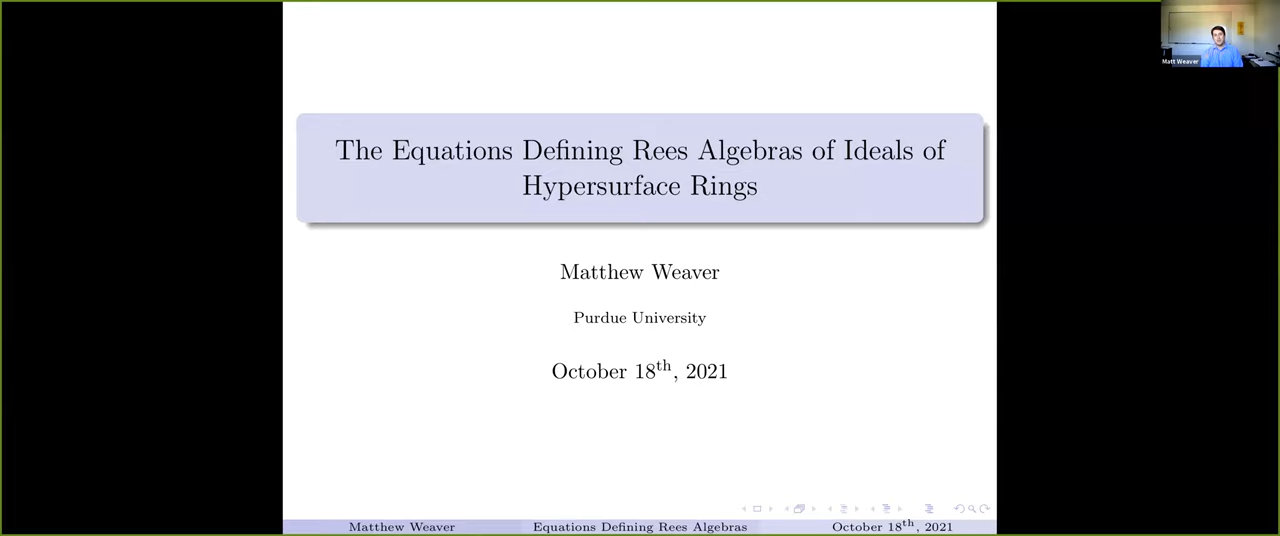 Matt Weaver
The Equations Defining Rees Algebras of Ideals of
Hypersurface Rings
Matthew Weaver
Purdue University
October 18th, 2021
Matthew Weaver
Equations Defining Rees Algebras
October 18th, 2021